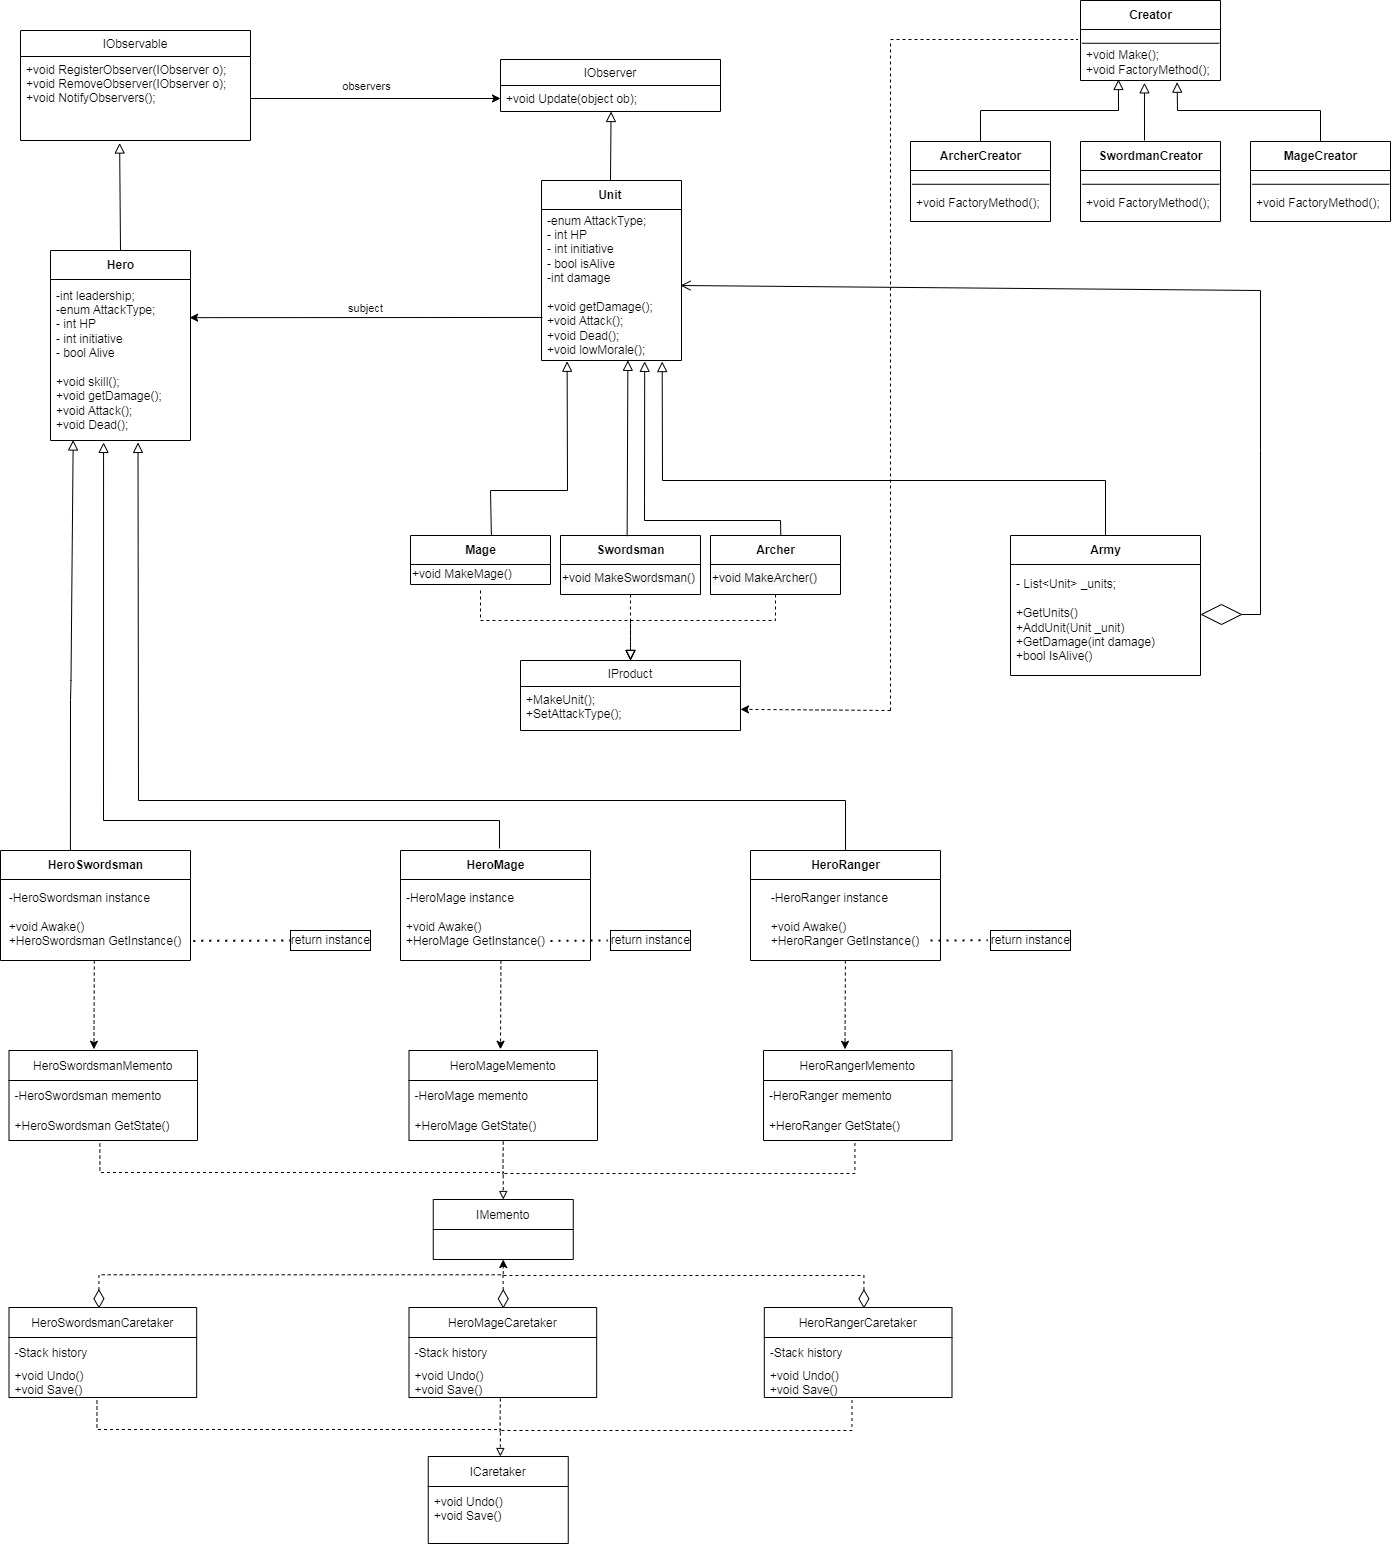 Creator
+void Make();
+void FactoryMethod();
IObservable
+void RegisterObserver(IObserver o);
+void RemoveObserver(IObserver o);
+void NotifyObservers();
observers
IObserver
+void Update(object ob);
ArcherCreator
+void FactoryMethod();
SwordmanCreator
+void FactoryMethod();
MageCreator
+void FactoryMethod();
Unit
-enum AttackType;
- int HP
- int initiative
- bool isAlive
-int damage
+void getDamage();
+void Attack();
+void Dead();
+void lowMorale();
Hero
-int leadership;
-enum AttackType;
- int HP
- int initiative
- bool Alive
+void skill();
+void getDamage();
+void Attack();
+void Dead();
subject
Mage
+void MakeMage()
Swordsman
+void MakeSwordsman()
Archer
+void MakeArcher()
Army
- List<Unit> _units;
+GetUnits()
+AddUnit(Unit _unit)
+GetDamage(int damage)
+bool IsAlive()
IProduct
+MakeUnit();
+SetAttackType();
HeroSwordsman
-HeroSwordsman instance
+void Awake()
+HeroSwordsman GetInstance()
return instance
HeroMage
-HeroMage instance
+void Awake()
+HeroMage GetInstance()
return instance
HeroRanger
-HeroRanger instance
+void Awake()
+HeroRanger GetInstance()
return instance
HeroSwordsmanMemento
-HeroSwordsman memento
+HeroSwordsman GetState()
HeroMageMemento
-HeroMage memento
+HeroMage GetState()
HeroRangerMemento
-HeroRanger memento
+HeroRanger GetState()
IMemento
HeroSwordsmanCaretaker
-Stack history
+void Undo()
+void Save()
HeroMageCaretaker
-Stack history
+void Undo()
+void Save()
HeroRangerCaretaker
-Stack history
+void Undo()
+void Save()
ICaretaker
+void Undo()
+void Save()